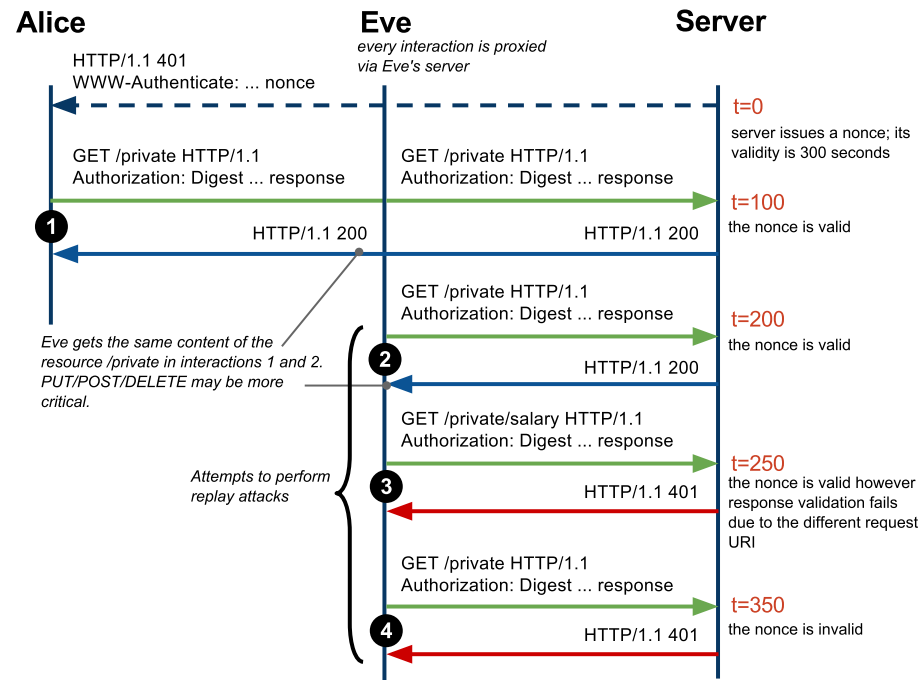 Alice
Eve
Server
every interaction is proxied
via Eve's server
HTTP/1.1 401
WWW-Authenticate: ... nonce
t=0
server issues a nonce; its
validity is 300 seconds
GET /private HTTP/1.1
Authorization: Digest ... response
GET /private HTTP/1.1
Authorization: Digest ... response
t=100
the nonce is valid
1
HTTP/1.1 200
HTTP/1.1 200
GET /private HTTP/1.1
Authorization: Digest ... response
t=200
the nonce is valid
Eve gets the same content of the
resource /private in interactions 1 and 2.
PUT/POST/DELETE may be more
critical.
2
HTTP/1.1 200
GET /private/salary HTTP/1.1
Authorization: Digest ... response
t=250
the nonce is valid however
response validation fails
due to the different request
URI
Attempts to perform
replay attacks
3
HTTP/1.1 401
GET /private HTTP/1.1
Authorization: Digest ... response
t=350
the nonce is invalid
4
HTTP/1.1 401